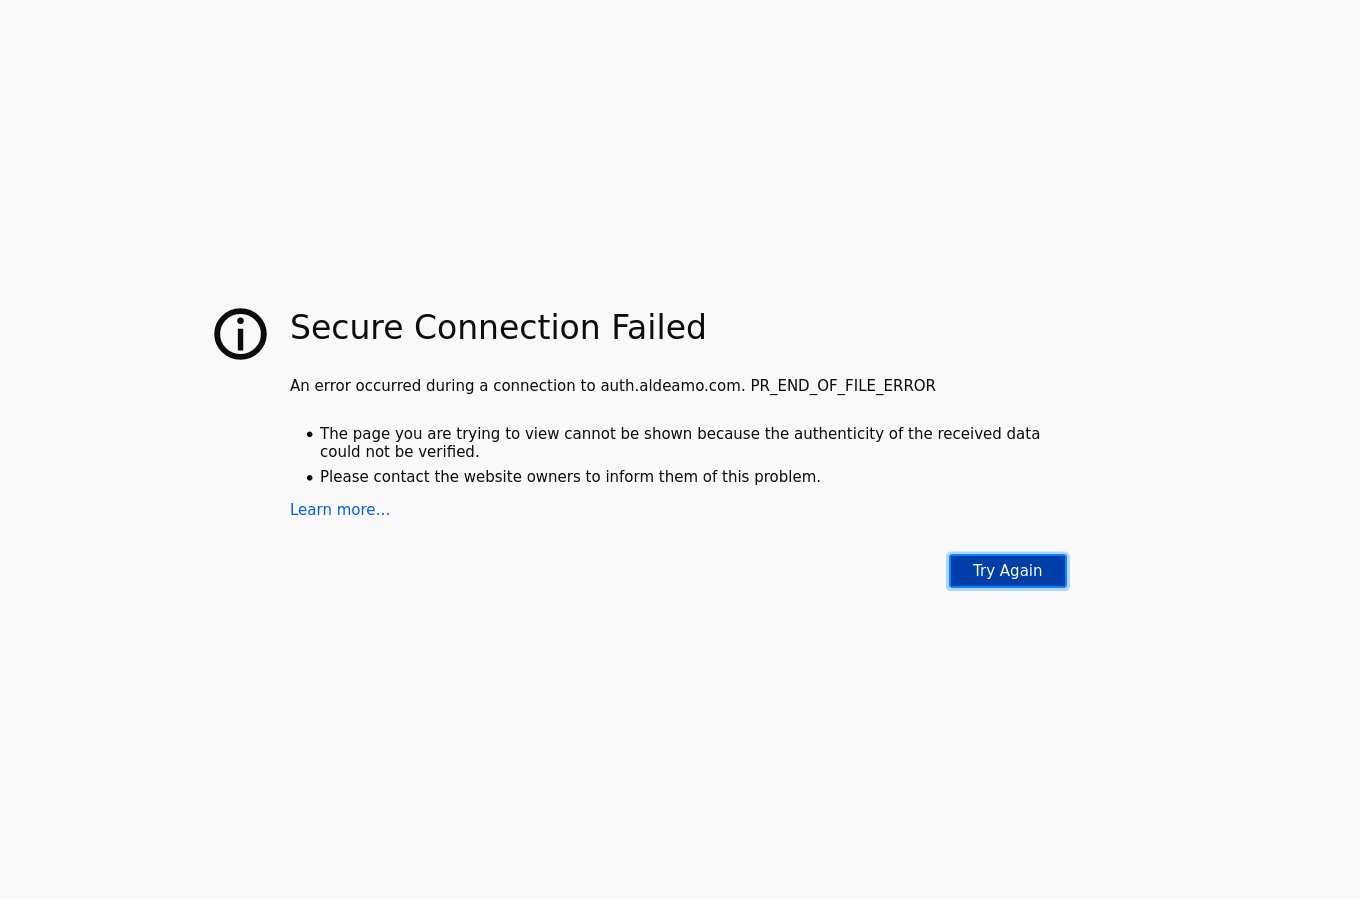 Secure Connection Failed
An error occurred during a connection to auth.aldeamo.com. PR_END_OF_FILE_ERROR
• The page you are trying to view cannot be shown because the authenticity of the received data
could not be verified.
• Please contact the website owners to inform them of this problem.
Learn more…
Try Again